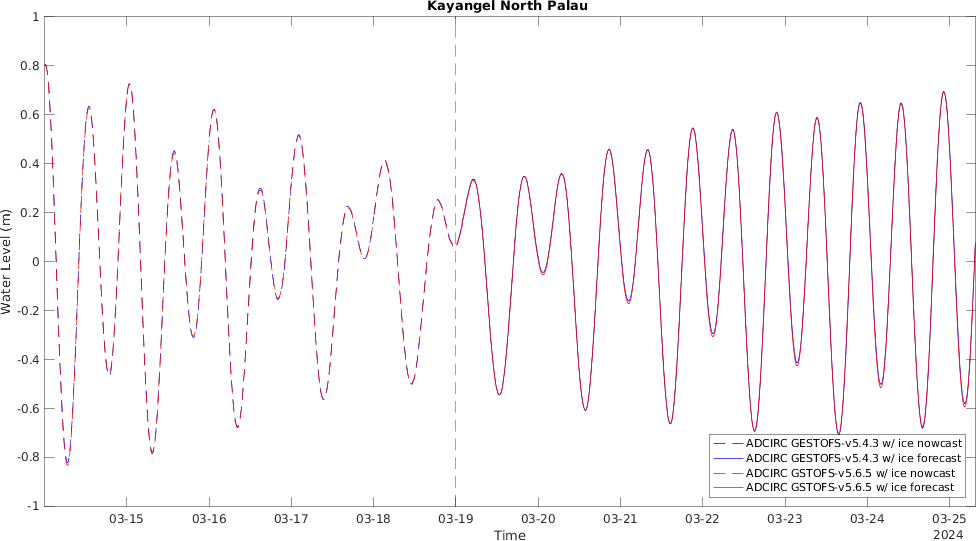 Kayangel North Palau
1
0.8
0.6
0.4
0.2
0
-0.2
-0.4
-0.6
-0.8
-1
Water Level (m)
ADCIRC GESTOFS-v5.4.3 w/ ice nowcast
ADCIRC GESTOFS-v5.4.3 w/ ice forecast
ADCIRC GSTOFS-v5.6.5 w/ ice nowcast
ADCIRC GSTOFS-v5.6.5 w/ ice forecast
03-15 03-16 03-17 03-18 03-19 03-20 03-21 03-22 03-23 03-24 03-25
2024
Time